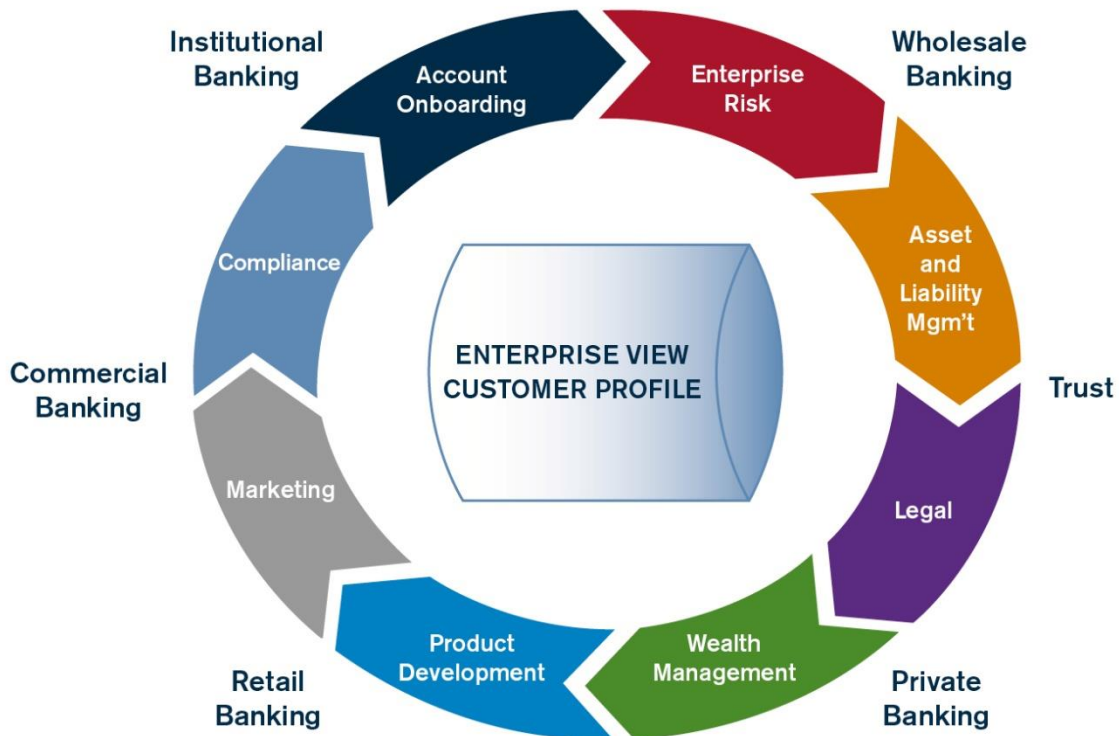 Institutional
Banking
Account
Onboarding
Enterprise
Risk
Wholesale
Banking
Compliance
Asset
and
Liability
Mgm’t
ENTERPRISE VIEW
CUSTOMER PROFILE
Commercial
Banking
Trust
Marketing
Legal
Product
Development
Wealth
Management
Retail
Banking
Private
Banking